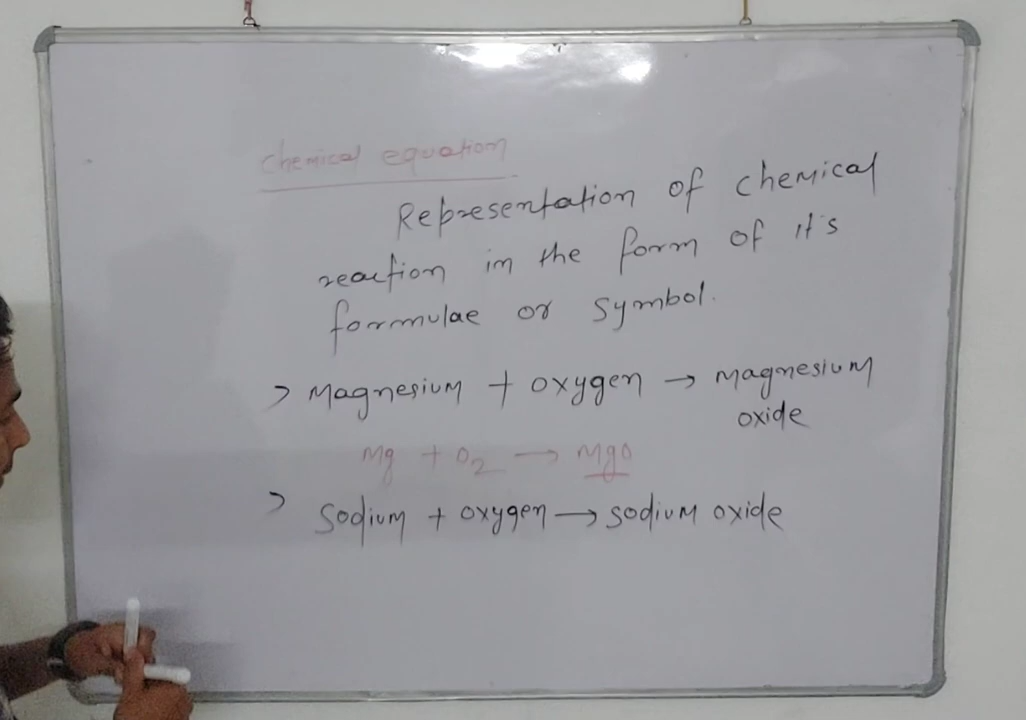 chemical equation
Representation of chemical
reaction in the form of it's
formulae or symbol.
> Magnesium + oxygen → Magnesium
oxide
Mg + O₂ → MgO
> Sodium + oxygen → sodium oxide